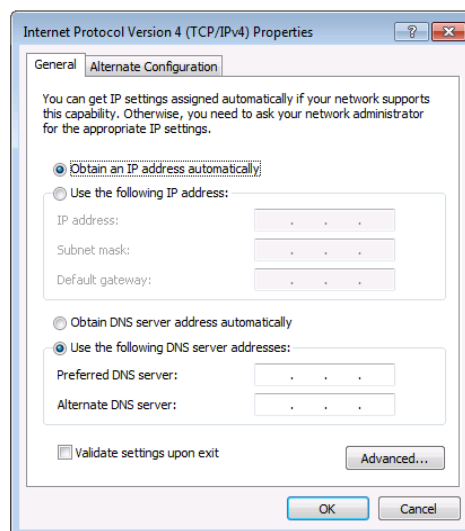 Internet Protocol Version 4 (TCP/IPv4) Properties
General
Alternate Configuration
You can get IP settings assigned automatically if your network supports
this capability. Otherwise, you need to ask your network administrator
for the appropriate IP settings.
Obtain an IP address automatically
Use the following IP address:
IP address:
Subnet mask:
Default gateway:
Obtain DNS server address automatically
Use the following DNS server addresses:
Preferred DNS server:
Alternate DNS server:
Validate settings upon exit
Advanced...
OK
Cancel